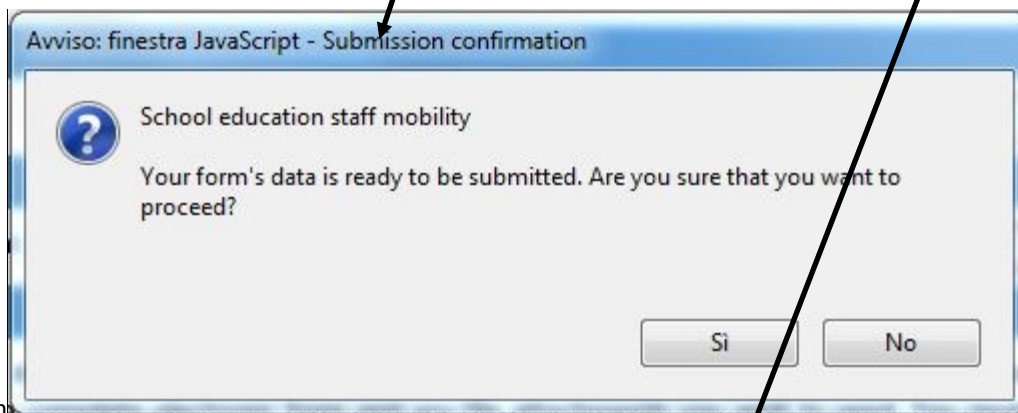 Avviso: finestra JavaScript - Submission confirmation
School education staff mobility
Your form's data is ready to be submitted. Are you sure that you want to
proceed?
Sì
No